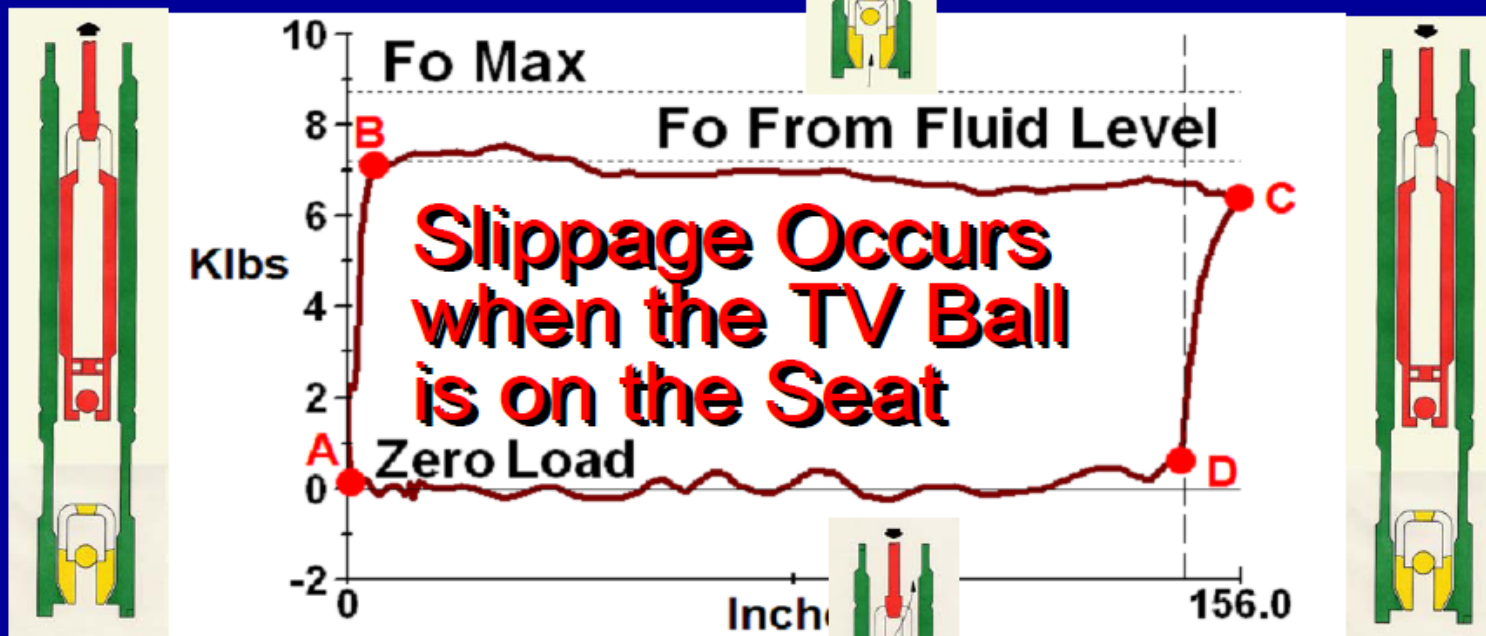 10
Fo Max
8
B
Fo From Fluid Level
6
C
Klbs
Slippage Occurs
when the TV Ball
is on the Seat
4
2
A
Zero Load
0
D
-2
0
156.0